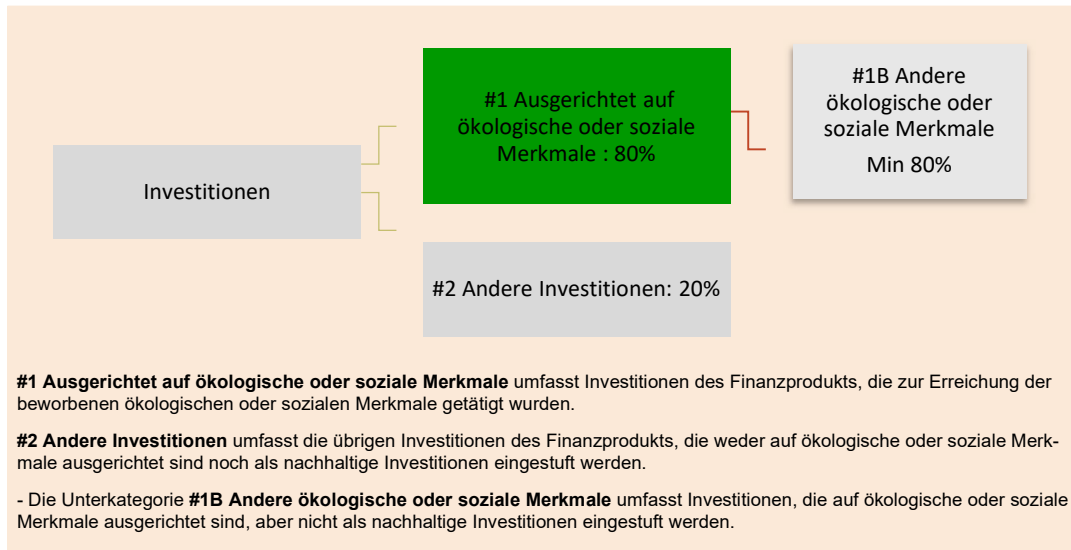 #1 Ausgerichtet auf
ökologische oder soziale
Merkmale : 80%
#1B Andere
ökologische oder
soziale Merkmale
Min 80%
Investitionen
#2 Andere Investitionen: 20%
#1 Ausgerichtet auf ökologische oder soziale Merkmale umfasst Investitionen des Finanzprodukts, die zur Erreichung der
beworbenen ökologischen oder sozialen Merkmale getätigt wurden.
#2 Andere Investitionen umfasst die übrigen Investitionen des Finanzprodukts, die weder auf ökologische oder soziale Merk-
male ausgerichtet sind noch als nachhaltige Investitionen eingestuft werden.
- Die Unterkategorie #1B Andere ökologische oder soziale Merkmale umfasst Investitionen, die auf ökologische oder soziale
Merkmale ausgerichtet sind, aber nicht als nachhaltige Investitionen eingestuft werden.